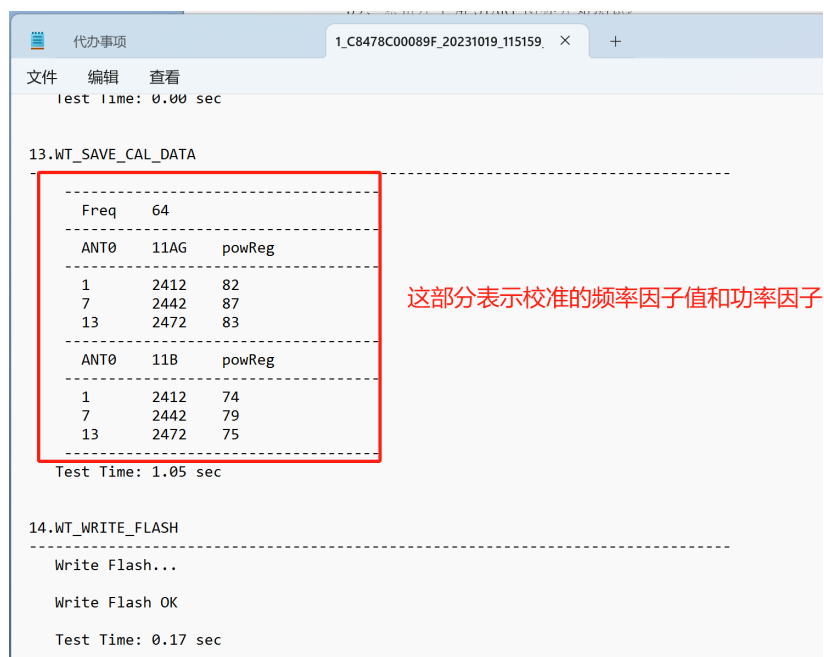 代办事项
1_C8478C00089F_20231019_115159_
文件 编辑 查看
Test Time: 0.00 sec
13.WT_SAVE_CAL_DATA
--------------------------------------------------------------------------------
------------------------------------
Freq 64
------------------------------------
ANT0 11AG powReg
------------------------------------
1 2412 82
7 2442 87
13 2472 83
------------------------------------
ANT0 11B powReg
------------------------------------
1 2412 74
7 2442 79
13 2472 75
------------------------------------
这部分表示校准的频率因子值和功率因子
Test Time: 1.05 sec
14.WT_WRITE_FLASH
--------------------------------------------------------------------------------
Write Flash...
Write Flash OK
Test Time: 0.17 sec